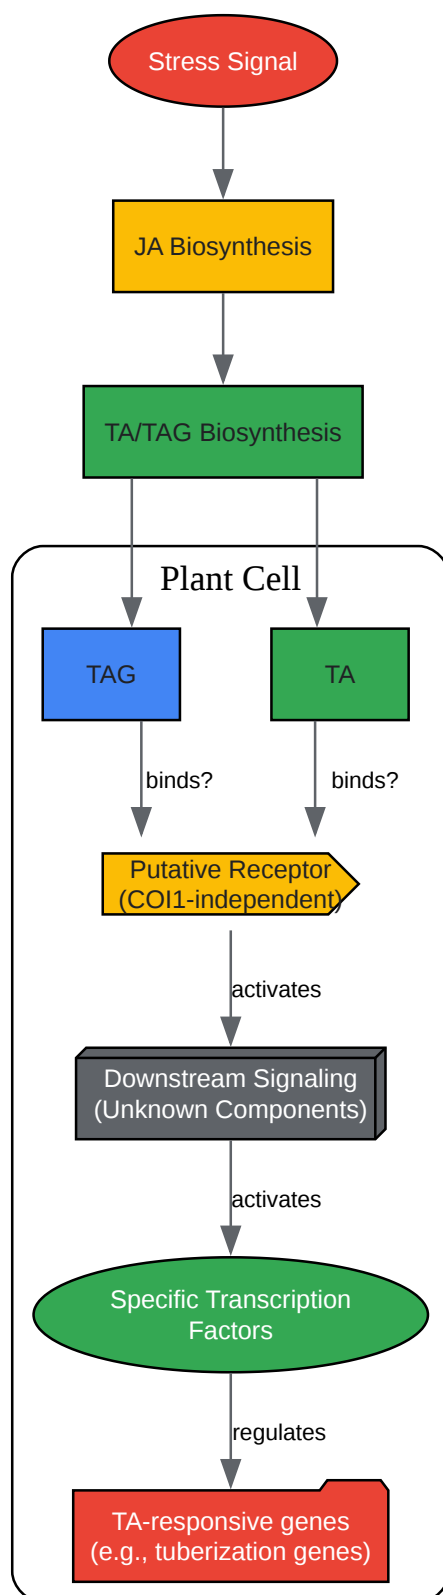 Stress Signal
JA Biosynthesis
TA/TAG Biosynthesis
Plant Cell
TAG
TA
binds?
binds?
Putative Receptor
(COI1-independent)
activates
Downstream Signaling
(Unknown Components)
activates
Specific Transcription
Factors
regulates
TA-responsive genes
(e.g., tuberization genes)